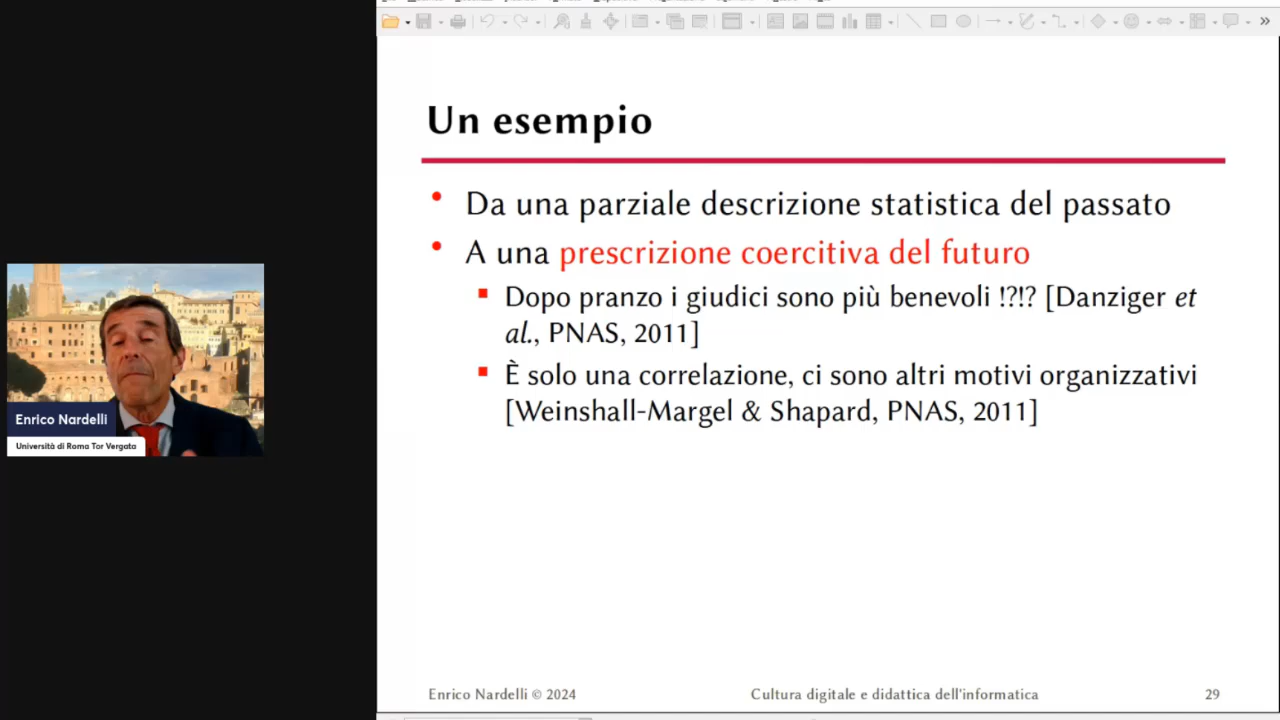 Un esempio
Da una parziale descrizione statistica del passato
A una prescrizione coercitiva del futuro
Dopo pranzo i giudici sono più benevoli !?!? [Danziger et
al., PNAS, 2011]
È solo una correlazione, ci sono altri motivi organizzativi
[Weinshall-Margel & Shapard, PNAS, 2011]
Enrico Nardelli
Università di Roma Tor Vergata
Enrico Nardelli © 2024
Cultura digitale e didattica dell'informatica
29